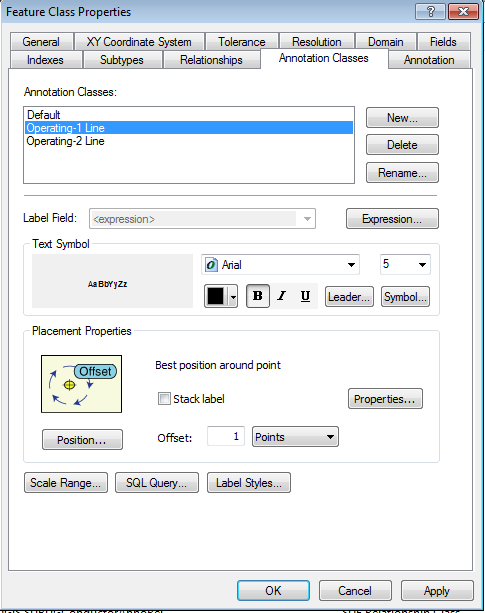 Feature Class Properties
General XY Coordinate System Tolerance Resolution Domain Fields
Indexes Subtypes Relationships Annotation Classes Annotation
Annotation Classes:
Default
Operating-1 Line
Operating-2 Line
New...
Delete
Rename...
Label Field: <expression> Expression...
Text Symbol
AaBbYyZz
Arial 5
B I U Leader... Symbol...
Placement Properties
Offset
Best position around point
Stack label Properties...
Position... Offset: 1 Points
Scale Range... SQL Query... Label Styles...
OK Cancel Apply